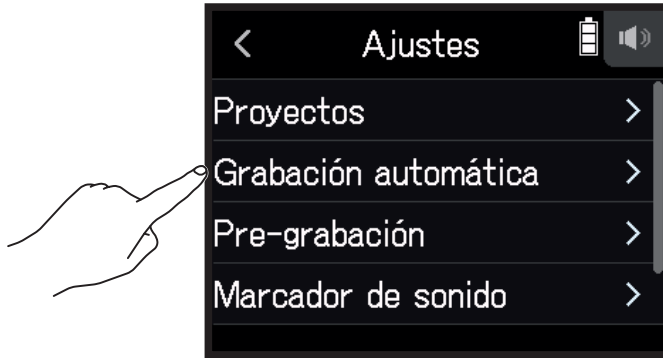 Ajustes
Proyectos
Grabación automática
Pre-grabación
Marcador de sonido